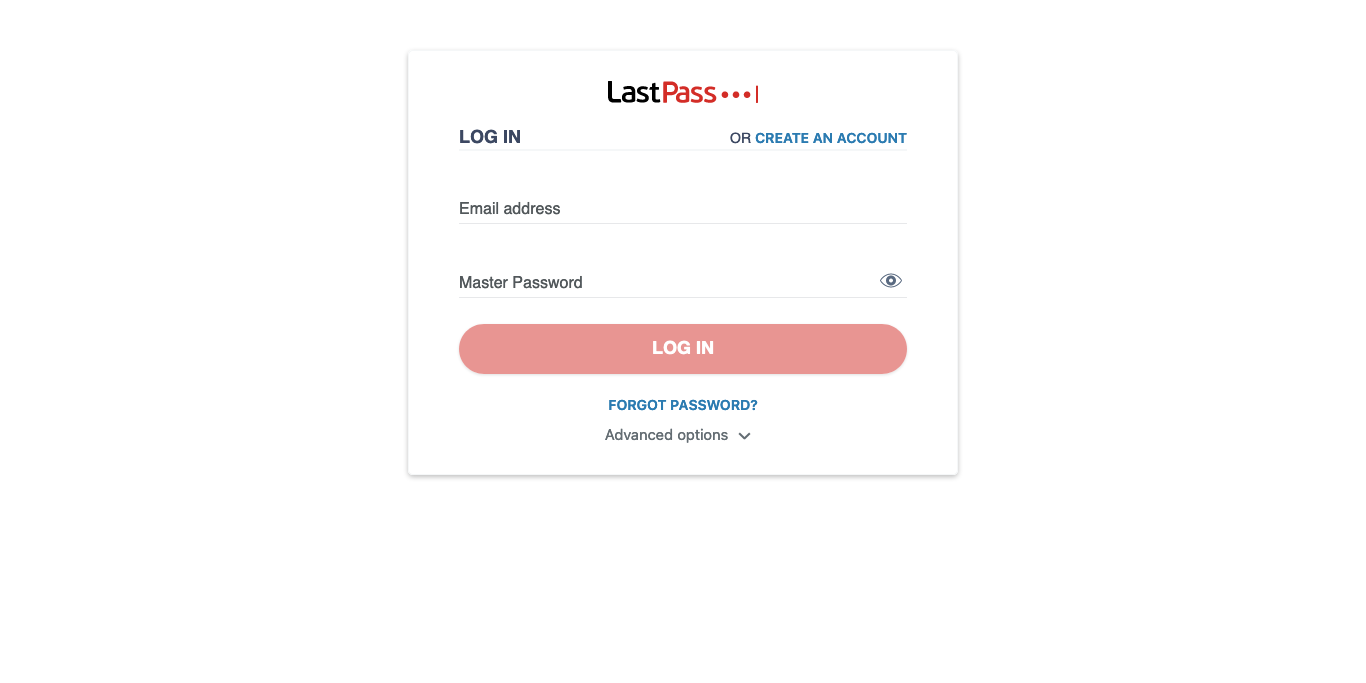 LastPass
LOG IN
OR CREATE AN ACCOUNT
Email address
Master Password
LOG IN
FORGOT PASSWORD?
Advanced options